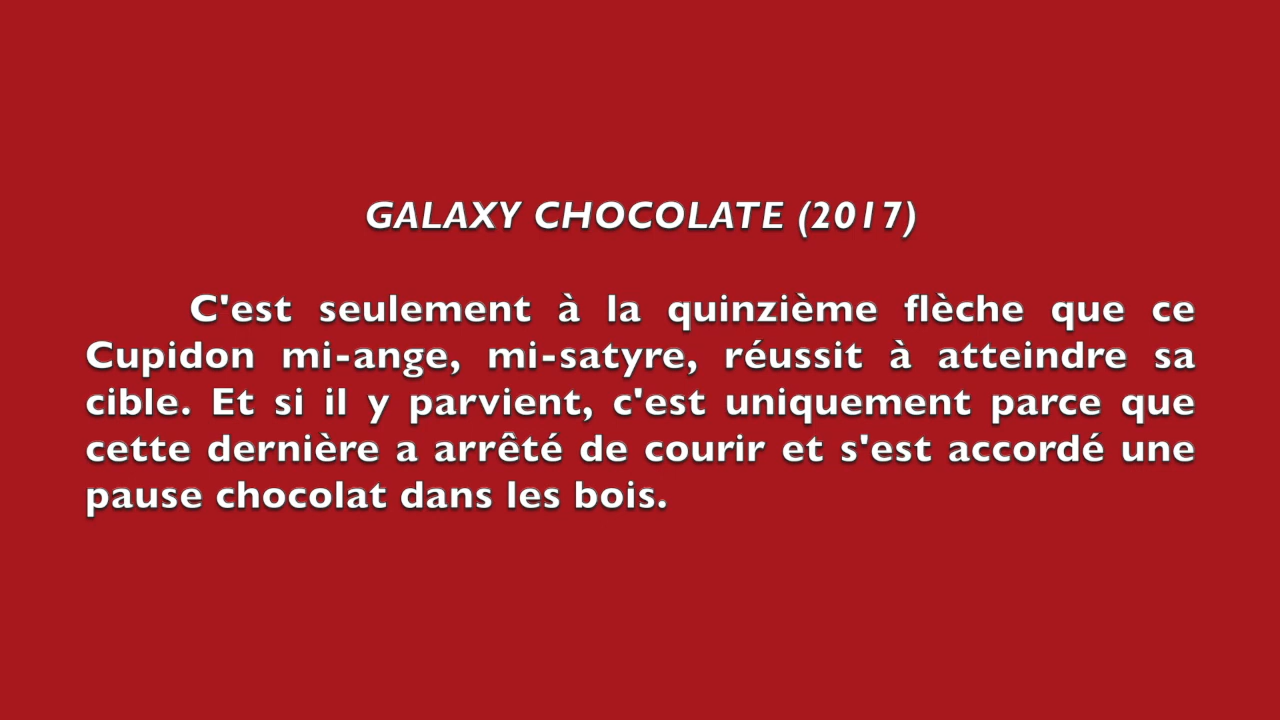 GALAXY CHOCOLATE (2017)
C'est seulement à la quinzième flèche que ce
Cupidon mi-ange, mi-satyre, réussit à atteindre sa
cible. Et si il y parvient, c'est uniquement parce que
cette dernière a arrêté de courir et s'est accordé une
pause chocolat dans les bois.